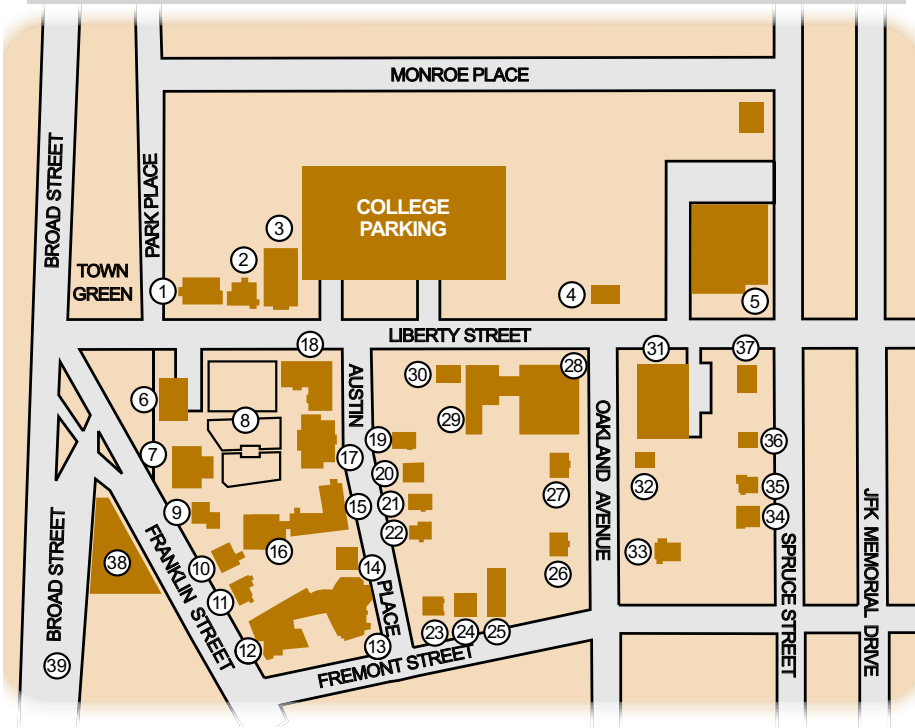 MONROE PLACE
BROAD STREET
PARK PLACE
COLLEGE
PARKING
3
2
TOWN
GREEN
1
4
5
LIBERTY STREET
18
31
37
28
30
6
AUSTIN
8
29
OAKLAND AVENUE
19
36
7
17
20
27
32
35
9
15
21
34
22
16
33
38
10
14
26
11
PLACE
23
24
25
12
13
39
BROAD STREET
FRANKLIN STREET
FREMONT STREET
SPRUCE STREET
JFK MEMORIAL DRIVE